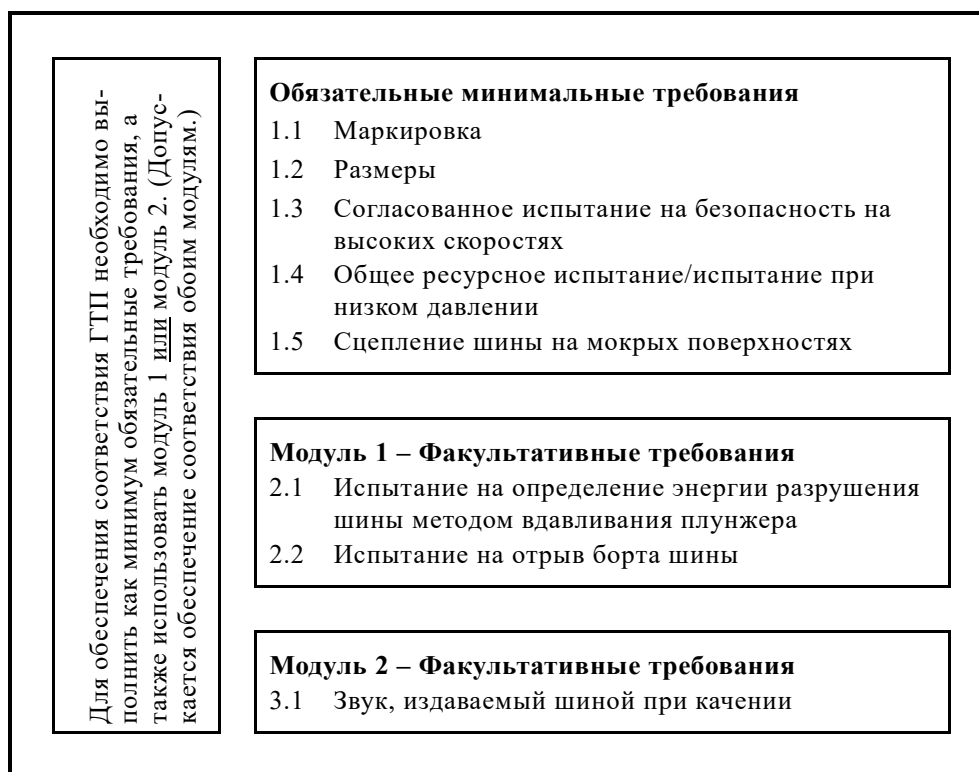 Для обеспечения соответствия ГТП необходимо вы-
полнить как минимум обязательные требования, а
также использовать модуль 1 или модуль 2. (Допус-
кается обеспечение соответствия обоим модулям.)
Обязательные минимальные требования
1.1 Маркировка
1.2 Размеры
1.3 Согласованное испытание на безопасность на
высоких скоростях
1.4 Общее ресурсное испытание/испытание при
низком давлении
1.5 Сцепление шины на мокрых поверхностях
Модуль 1 – Факультативные требования
2.1 Испытание на определение энергии разрушения
шины методом вдавливания плунжера
2.2 Испытание на отрыв борта шины
Модуль 2 – Факультативные требования
3.1 Звук, издаваемый шиной при качении